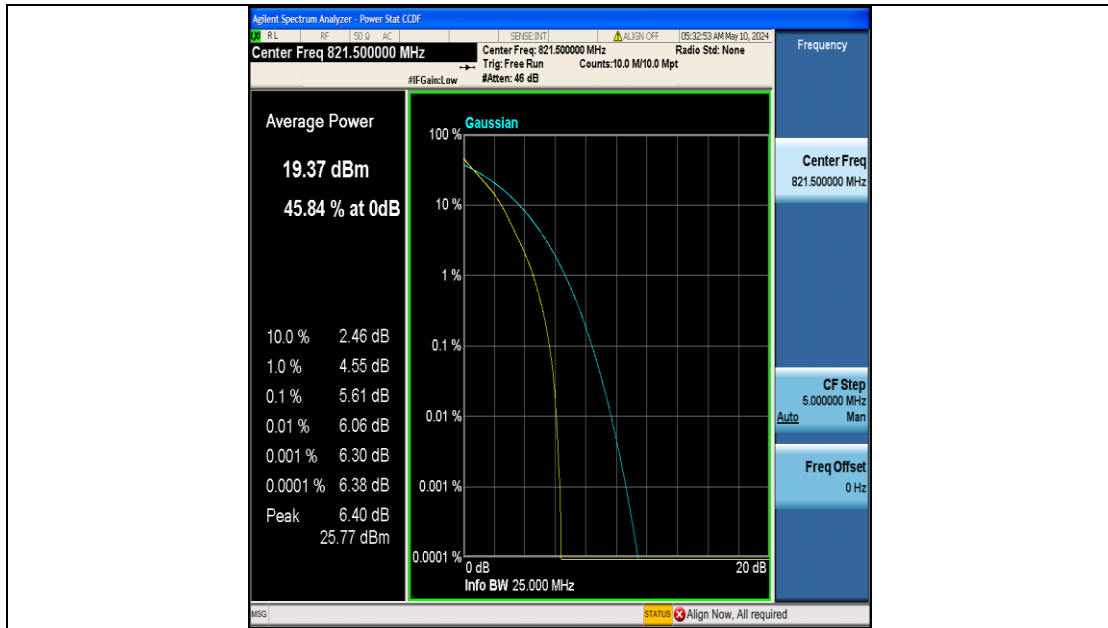 Agilent Spectrum Analyzer - Power Stat CCDF
RL RF 50 Ω AC SENSE:INT ALIGN OFF 05:32:53 AM May 10, 2024
Center Freq 821.500000 MHz
Center Freq: 821.500000 MHz Radio Std: None
Trig: Free Run Counts:10.0 M/10.0 Mpt
#IFGain:Low #Atten: 46 dB
Frequency
Average Power
19.37 dBm
45.84 % at 0dB
10.0 % 2.46 dB
1.0 % 4.55 dB
0.1 % 5.61 dB
0.01 % 6.06 dB
0.001 % 6.30 dB
0.0001 % 6.38 dB
Peak 6.40 dB
25.77 dBm
Gaussian
100 %
10 %
1 %
0.1 %
0.01 %
0.001 %
0.0001 %
0 dB 20 dB
Info BW 25.000 MHz
Center Freq
821.500000 MHz
CF Step
5.000000 MHz
Auto Man
Freq Offset
0 Hz
MSG STATUS Align Now, All required